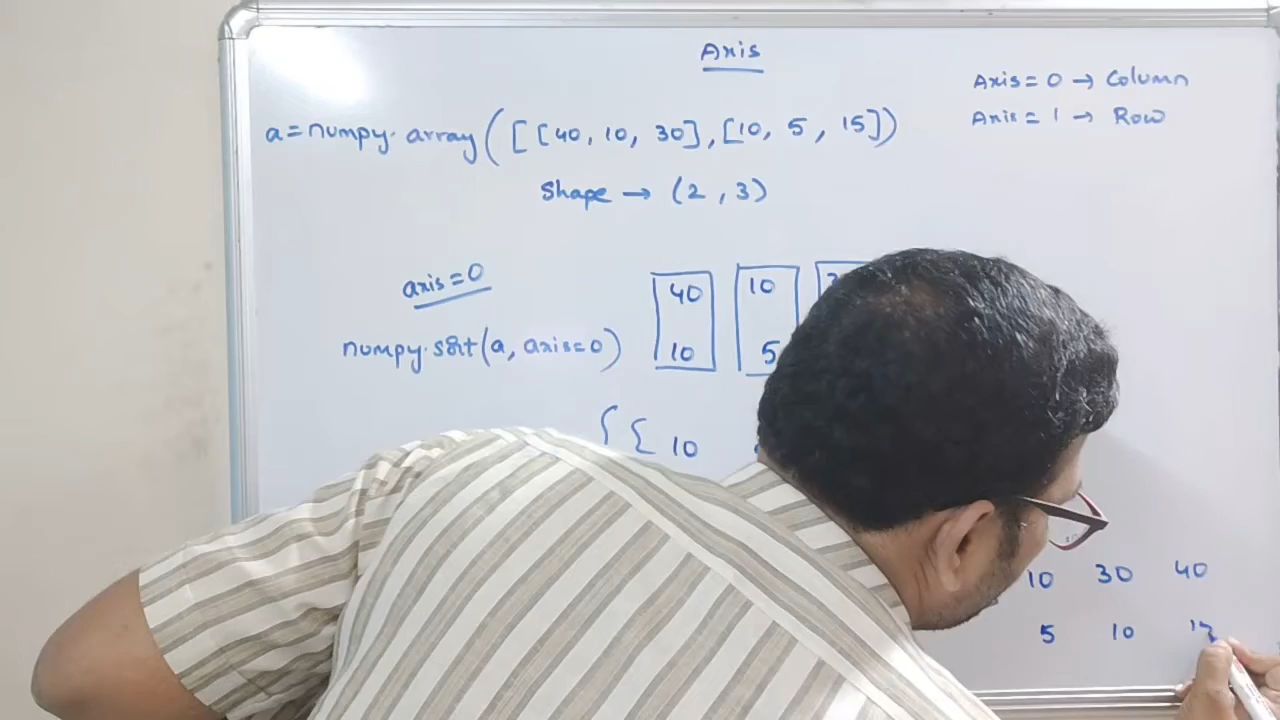 Axis
Axis = 0 → Column
Axis = 1 → Row
a = numpy. array ([[40, 10, 30], [10, 5, 15]])
Shape → (2, 3)
axis = 0
40 10
numpy. sort (a, axis = 0)
10 5
{ { 10
10 30 40
5 10